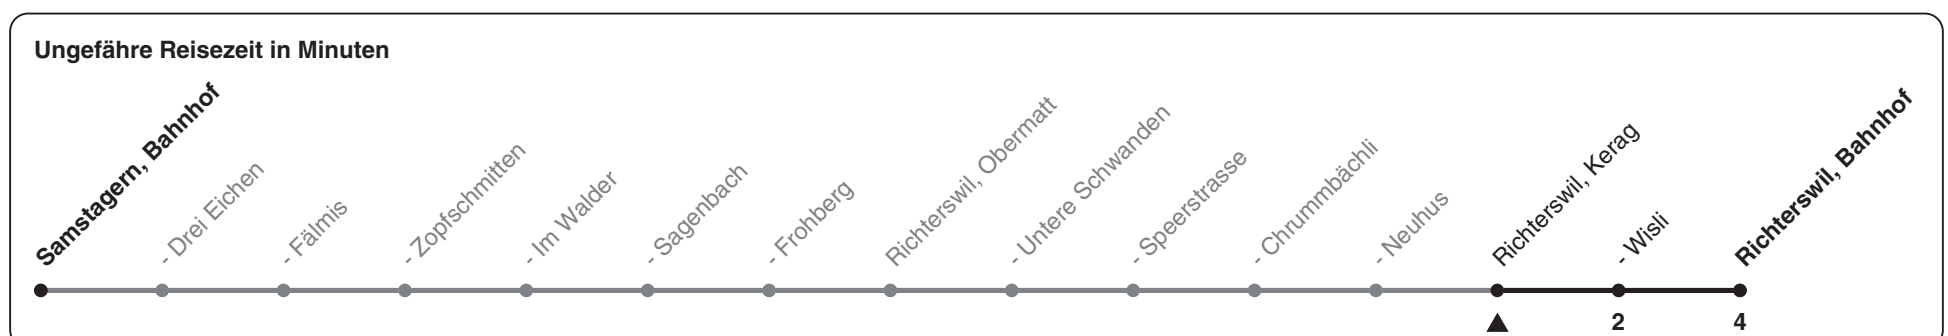 Ungefähre Reisezeit in Minuten
Samstagern, Bahnhof
- Drei Eichen
- Fälmis
- Zopfschmitten
- Im Walder
- Sagenbach
- Frohberg
Richterswil, Obermatt
- Untere Schwanden
- Speerstrasse
- Chrummbächli
- Neuhus
Richterswil, Kerag
- Wisli
Richterswil, Bahnhof
2
4